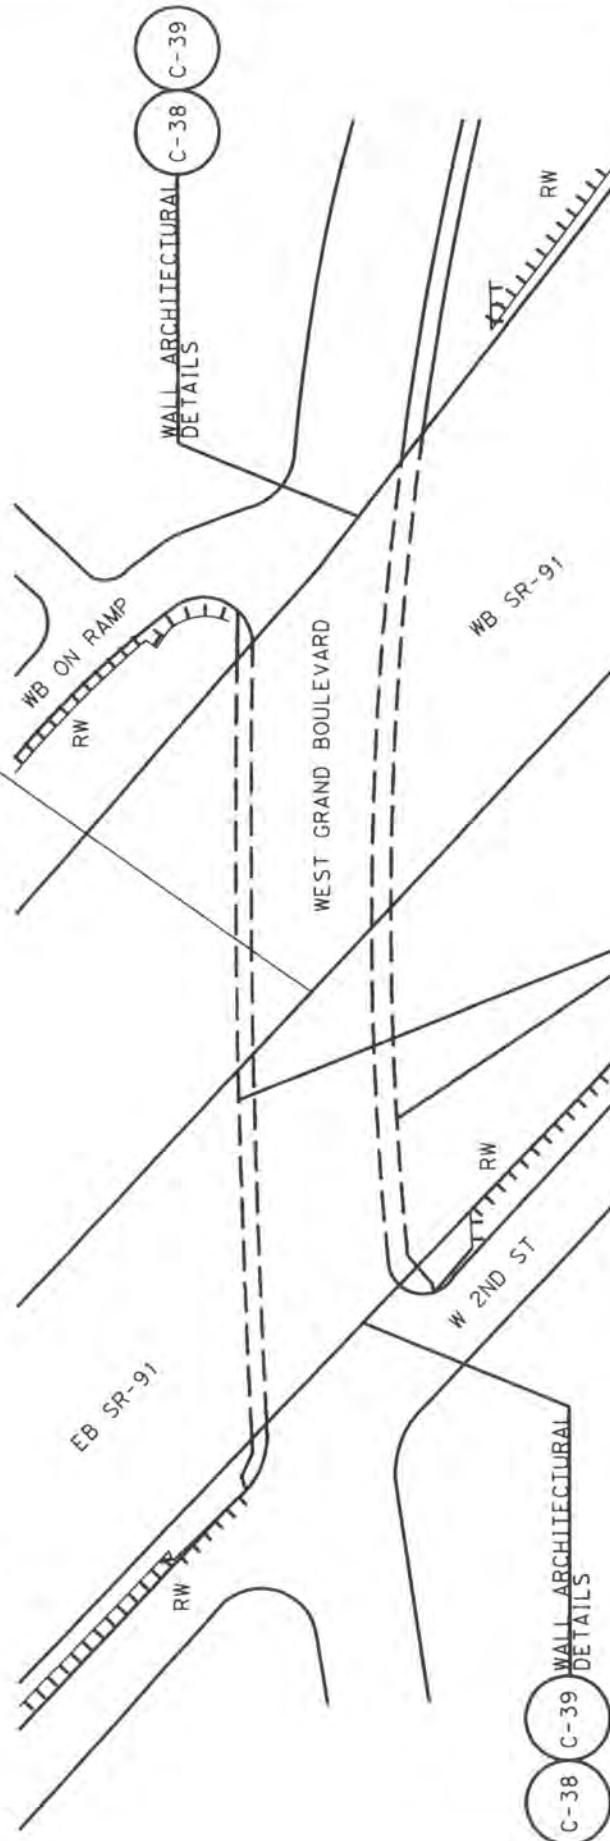 C-38
C-39
WALL ARCHITECTURAL
DETAILS
WB ON RAMP
RW
RW
WEST GRAND BOULEVARD
WB SR-91
EB SR-91
RW
RW
W 2ND ST
C-38
C-39
WALL ARCHITECTURAL
DETAILS